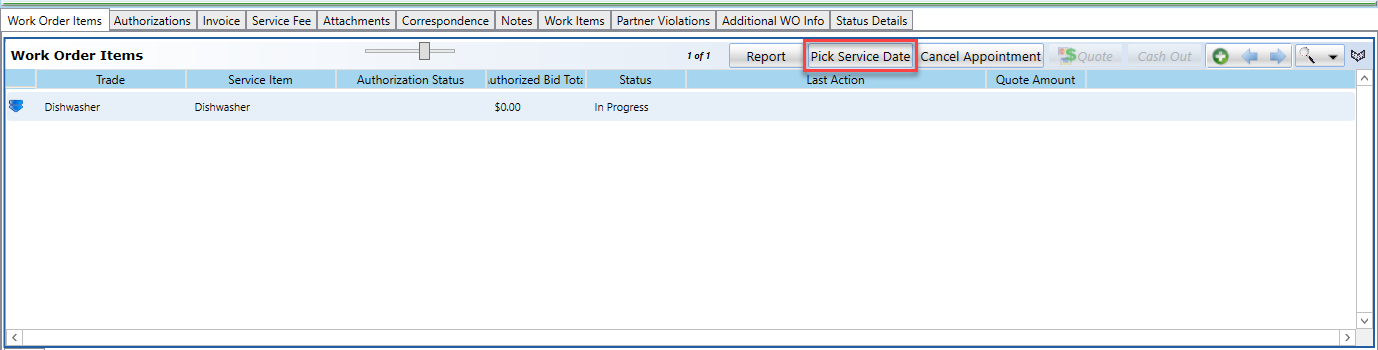 Work Order Items Authorizations Invoice Service Fee Attachments Correspondence Notes Work Items Partner Violations Additional WO Info Status Details
Work Order Items 1 of 1 Report Pick Service Date Cancel Appointment Quote Cash Out
Trade Service Item Authorization Status uthorized Bid Tota Status Last Action Quote Amount
Dishwasher Dishwasher $0.00 In Progress